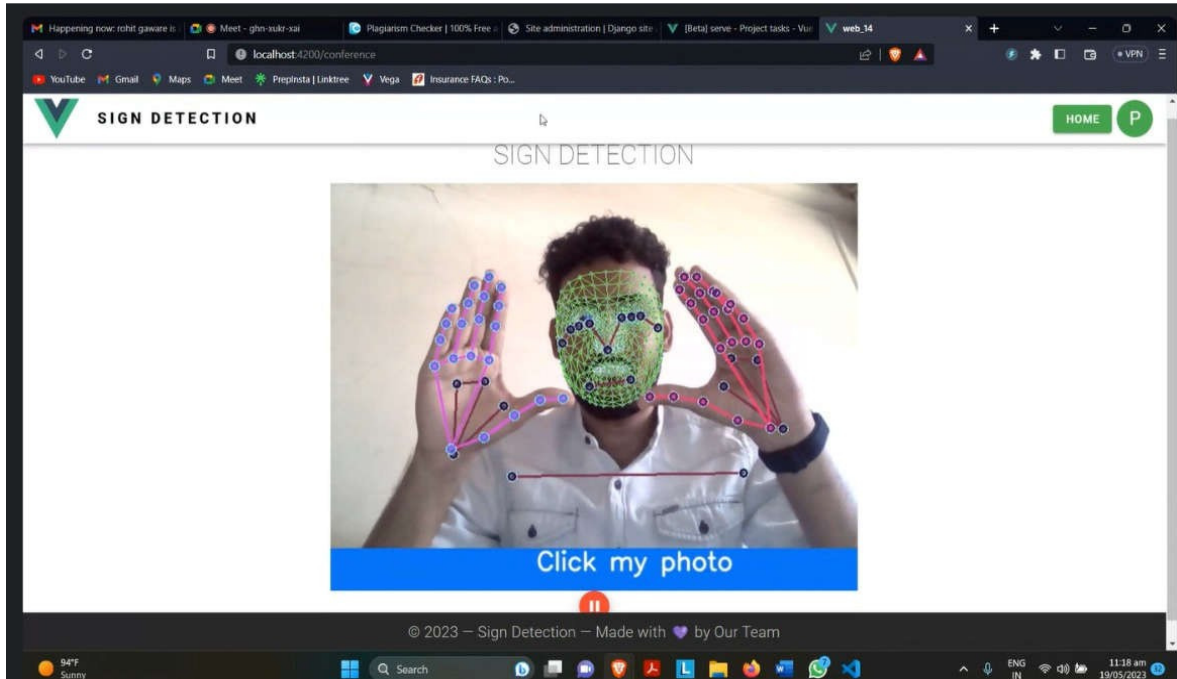 Happening now: rohit gaware is
Meet - ghn-xukr-xai
Plagiarism Checker | 100% Free
Site administration | Django site
[Beta] serve - Project tasks - Vue
web_14
localhost:4200/conference
VPN
YouTube
Gmail
Maps
Meet
PrepInsta | Linktree
Vega
Insurance FAQs : Po...
SIGN DETECTION
HOME
P
SIGN DETECTION
Click my photo
© 2023 — Sign Detection — Made with 💜 by Our Team
94°F
Sunny
Search
ENG
IN
11:18 am
19/05/2023